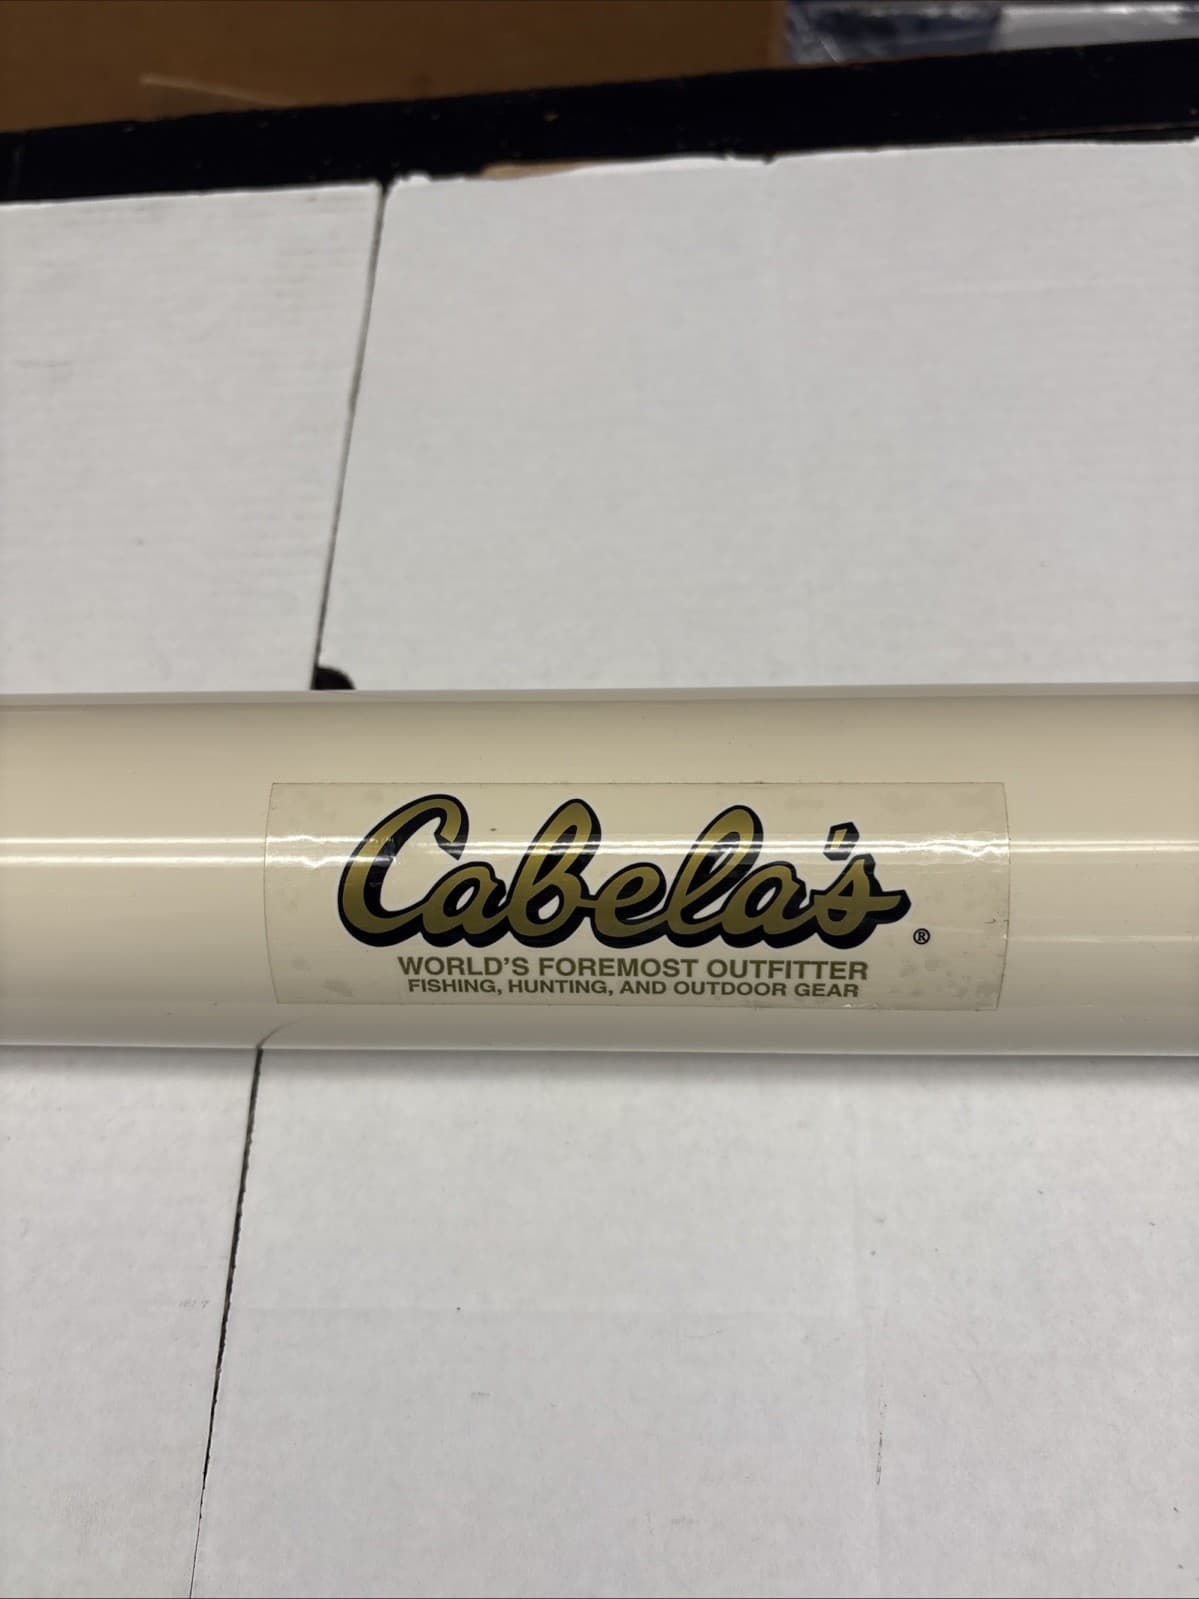 Cabela's®
WORLD'S FOREMOST OUTFITTER
FISHING, HUNTING, AND OUTDOOR GEAR